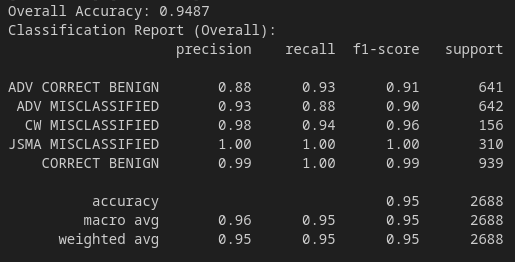 Overall Accuracy: 0.9487
Classification Report (Overall):
precision recall f1-score support
ADV CORRECT BENIGN 0.88 0.93 0.91 641
ADV MISCLASSIFIED 0.93 0.88 0.90 642
CW MISCLASSIFIED 0.98 0.94 0.96 156
JSMA MISCLASSIFIED 1.00 1.00 1.00 310
CORRECT BENIGN 0.99 1.00 0.99 939
accuracy 0.95 2688
macro avg 0.96 0.95 0.95 2688
weighted avg 0.95 0.95 0.95 2688